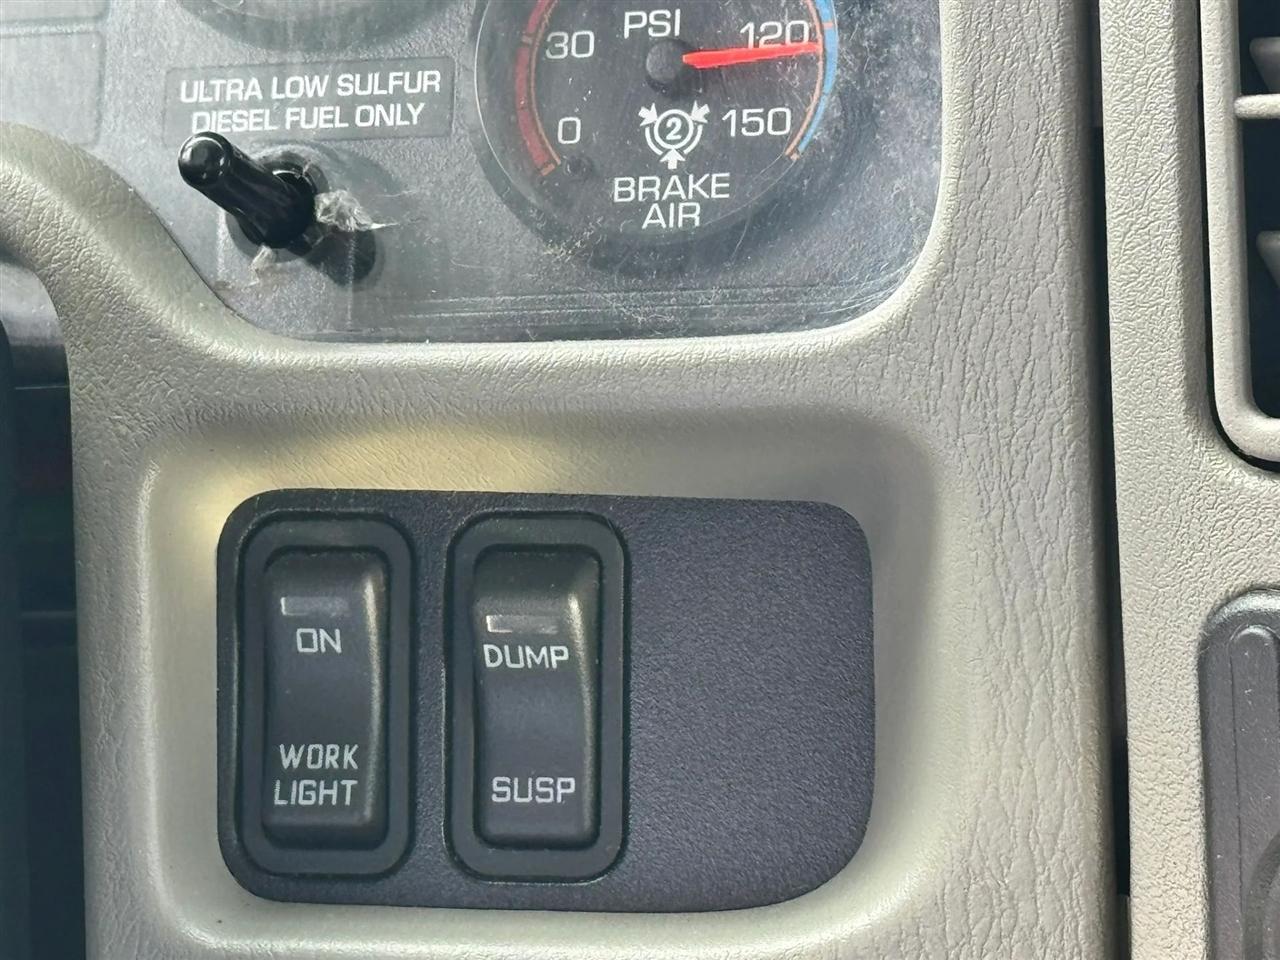 ULTRA LOW SULFUR
DIESEL FUEL ONLY
PSI
30
120
0
2
150
BRAKE
AIR
ON
WORK
LIGHT
DUMP
SUSP